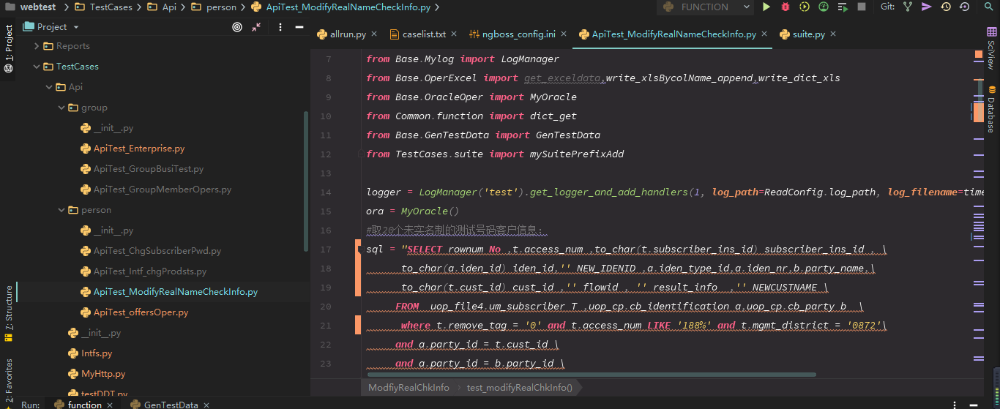 webtest TestCases Api person ApiTest_ModifyRealNameCheckInfo.py FUNCTION Git:
Project
allrun.py caselist.txt ngboss_config.ini ApiTest_ModifyRealNameCheckInfo.py suite.py
1: Project
7: Structure
2: Favorites
Reports
TestCases
Api
group
__init__.py
ApiTest_Enterprise.py
ApiTest_GroupBusiTest.py
ApiTest_GroupMemberOpers.py
person
__init__.py
ApiTest_ChgSubscriberPwd.py
ApiTest_Intf_chgProdsts.py
ApiTest_ModifyRealNameCheckInfo.py
ApiTest_offersOper.py
__init__.py
Intfs.py
MyHttp.py
testDDT.py
7 from Base.Mylog import LogManager
8 from Base.OperExcel import get_exceldata,write_xlsBycolName_append,write_dict_xls
9 from Base.OracleOper import MyOracle
10 from Common.function import dict_get
11 from Base.GenTestData import GenTestData
12 from TestCases.suite import mySuitePrefixAdd
13
14 logger = LogManager('test').get_logger_and_add_handlers(1, log_path=ReadConfig.log_path, log_filename=time
15 ora = MyOracle()
16 #取20个未实名制的测试号码客户信息;
17 sql = "SELECT rownum No ,t.access_num ,to_char(t.subscriber_ins_id) subscriber_ins_id , \
18 to_char(a.iden_id) iden_id,'' NEW_IDENID ,a.iden_type_id,a.iden_nr,b.party_name,\
19 to_char(t.cust_id) cust_id ,'' flowid , '' result_info ,'' NEWCUSTNAME \
20 FROM uop_file4.um_subscriber T ,uop_cp.cb_identification a,uop_cp.cb_party b \
21 where t.remove_tag = '0' and t.access_num LIKE '188%' and t.mgmt_district = '0872'\
22 and a.party_id = t.cust_id \
23 and a.party_id = b.party_id \
ModfiyRealChkInfo test_modifyRealChkInfo()
SciView
Database
Run: function GenTestData